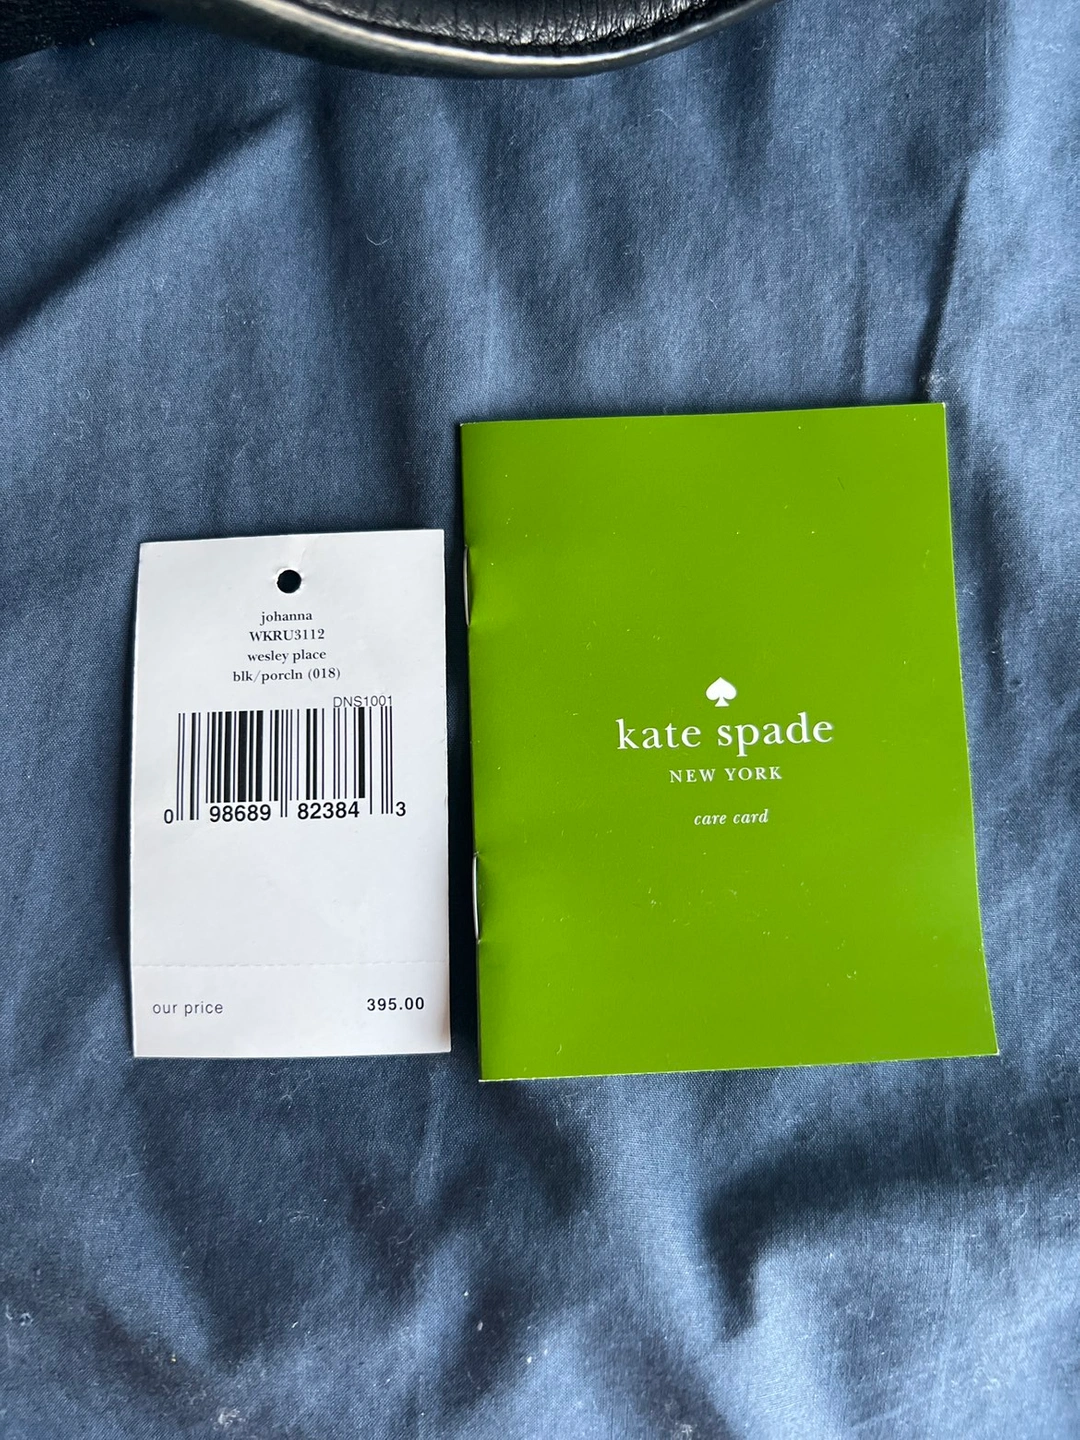 johanna
WKRU3112
wesley place
blk/porcln (018)
DNS1001
0 98689 82384 3
our price 395.00
kate spade
NEW YORK
care card